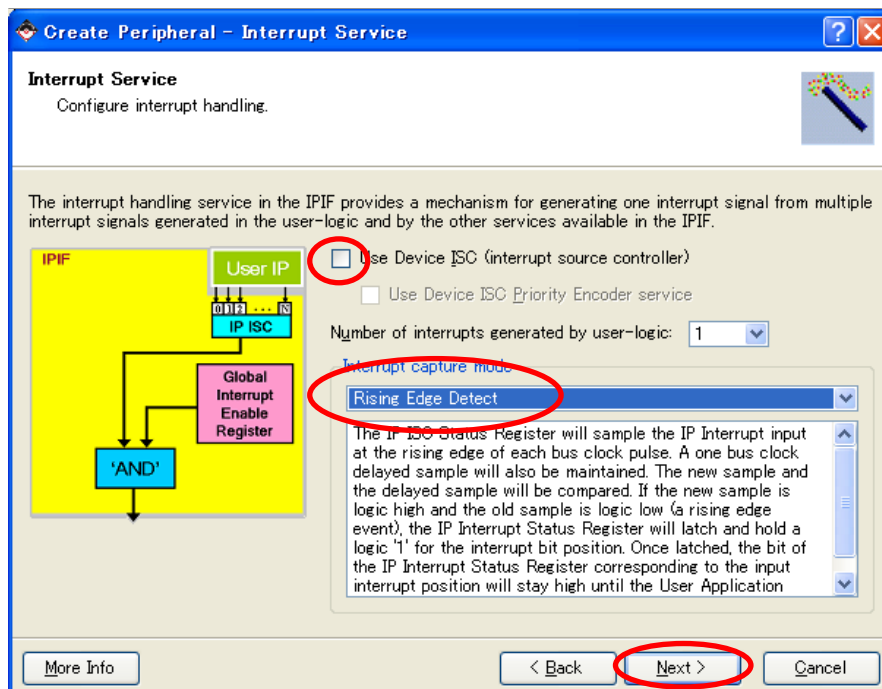 Create Peripheral - Interrupt Service
Interrupt Service
Configure interrupt handling.
The interrupt handling service in the IPIF provides a mechanism for generating one interrupt signal from multiple
interrupt signals generated in the user-logic and by the other services available in the IPIF.
IPIF
User IP
0 1 2 ... N
IP ISC
Global
Interrupt
Enable
Register
'AND'
Use Device ISC (interrupt source controller)
Use Device ISC Priority Encoder service
Number of interrupts generated by user-logic: 1
Interrupt capture mode
Rising Edge Detect
The IP ISC Status Register will sample the IP Interrupt input
at the rising edge of each bus clock pulse. A one bus clock
delayed sample will also be maintained. The new sample and
the delayed sample will be compared. If the new sample is
logic high and the old sample is logic low (a rising edge
event), the IP Interrupt Status Register will latch and hold a
logic '1' for the interrupt bit position. Once latched, the bit of
the IP Interrupt Status Register corresponding to the input
interrupt position will stay high until the User Application
More Info
< Back
Next >
Cancel